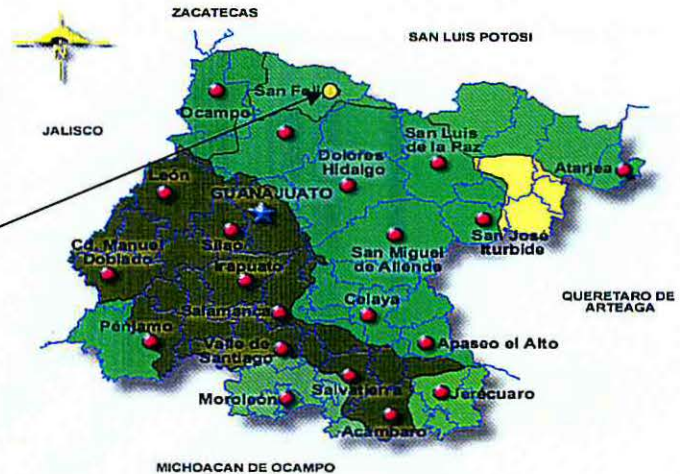 ZACATECAS
SAN LUIS POTOSI
N
JALISCO
San Feli
Ocampo
San Luis
de la Paz
Dolores
Hidalgo
Atarjea
León
GUANAJUATO
Silao
San José
Iturbide
Cd. Manuel
Doblado
San Miguel
de Allende
Irapuato
QUERETARO DE
ARTEAGA
Celaya
Salamanca
Pénjamo
Valle de
Santiago
Apaseo el Alto
Salvatierra
Jerécuaro
Moroleón
Acámbaro
MICHOACAN DE OCAMPO